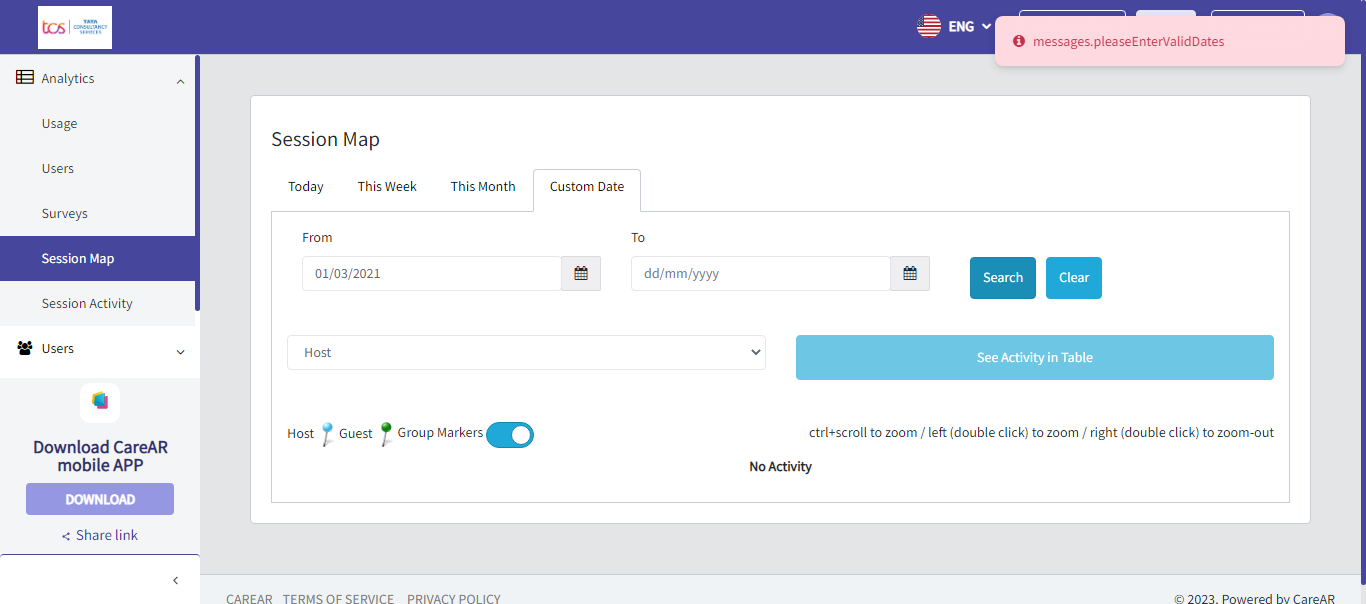 tcs TATA CONSULTANCY SERVICES
ENG
messages.pleaseEnterValidDates
Analytics
Usage
Users
Surveys
Session Map
Session Activity
Users
Download CareAR
mobile APP
DOWNLOAD
Share link
Session Map
Today This Week This Month Custom Date
From To
01/03/2021 dd/mm/yyyy Search Clear
Host See Activity in Table
Host Guest Group Markers ctrl+scroll to zoom / left (double click) to zoom / right (double click) to zoom-out
No Activity
CAREAR TERMS OF SERVICE PRIVACY POLICY © 2023, Powered by CareAR